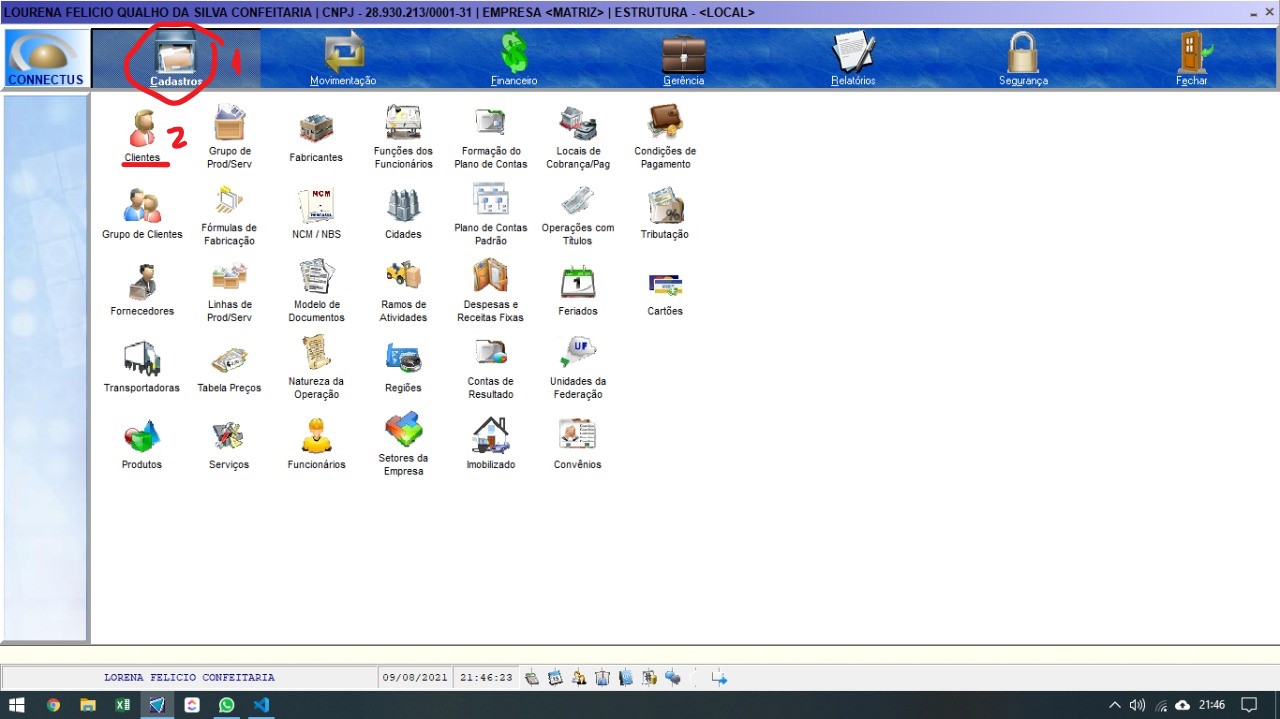 LOURENA FELICIO QUALHO DA SILVA CONFEITARIA | CNPJ - 28.930.213/0001-31 | EMPRESA <MATRIZ> | ESTRUTURA - <LOCAL>
CONNECTUS
Cadastros 1
Movimentação
Financeiro
Gerência
Relatórios
Segurança
Fechar
Clientes 2
Grupo de
Prod/Serv
Fabricantes
Funções dos
Funcionários
Formação do
Plano de Contas
Locais de
Cobrança/Pag
Condições de
Pagamento
Grupo de Clientes
Fórmulas de
Fabricação
NCM
NCM / NBS
Cidades
Plano de Contas
Padrão
Operações com
Títulos
Tributação
Fornecedores
Linhas de
Prod/Serv
Modelo de
Documentos
Ramos de
Atividades
Despesas e
Receitas Fixas
1
Feriados
Cartões
Transportadoras
Tabela Preços
Natureza da
Operação
Regiões
Contas de
Resultado
UF
Unidades da
Federação
Produtos
Serviços
Funcionários
Setores da
Empresa
Imobilizado
Convênios
LORENA FELICIO CONFEITARIA
09/08/2021
21:46:23
21:46